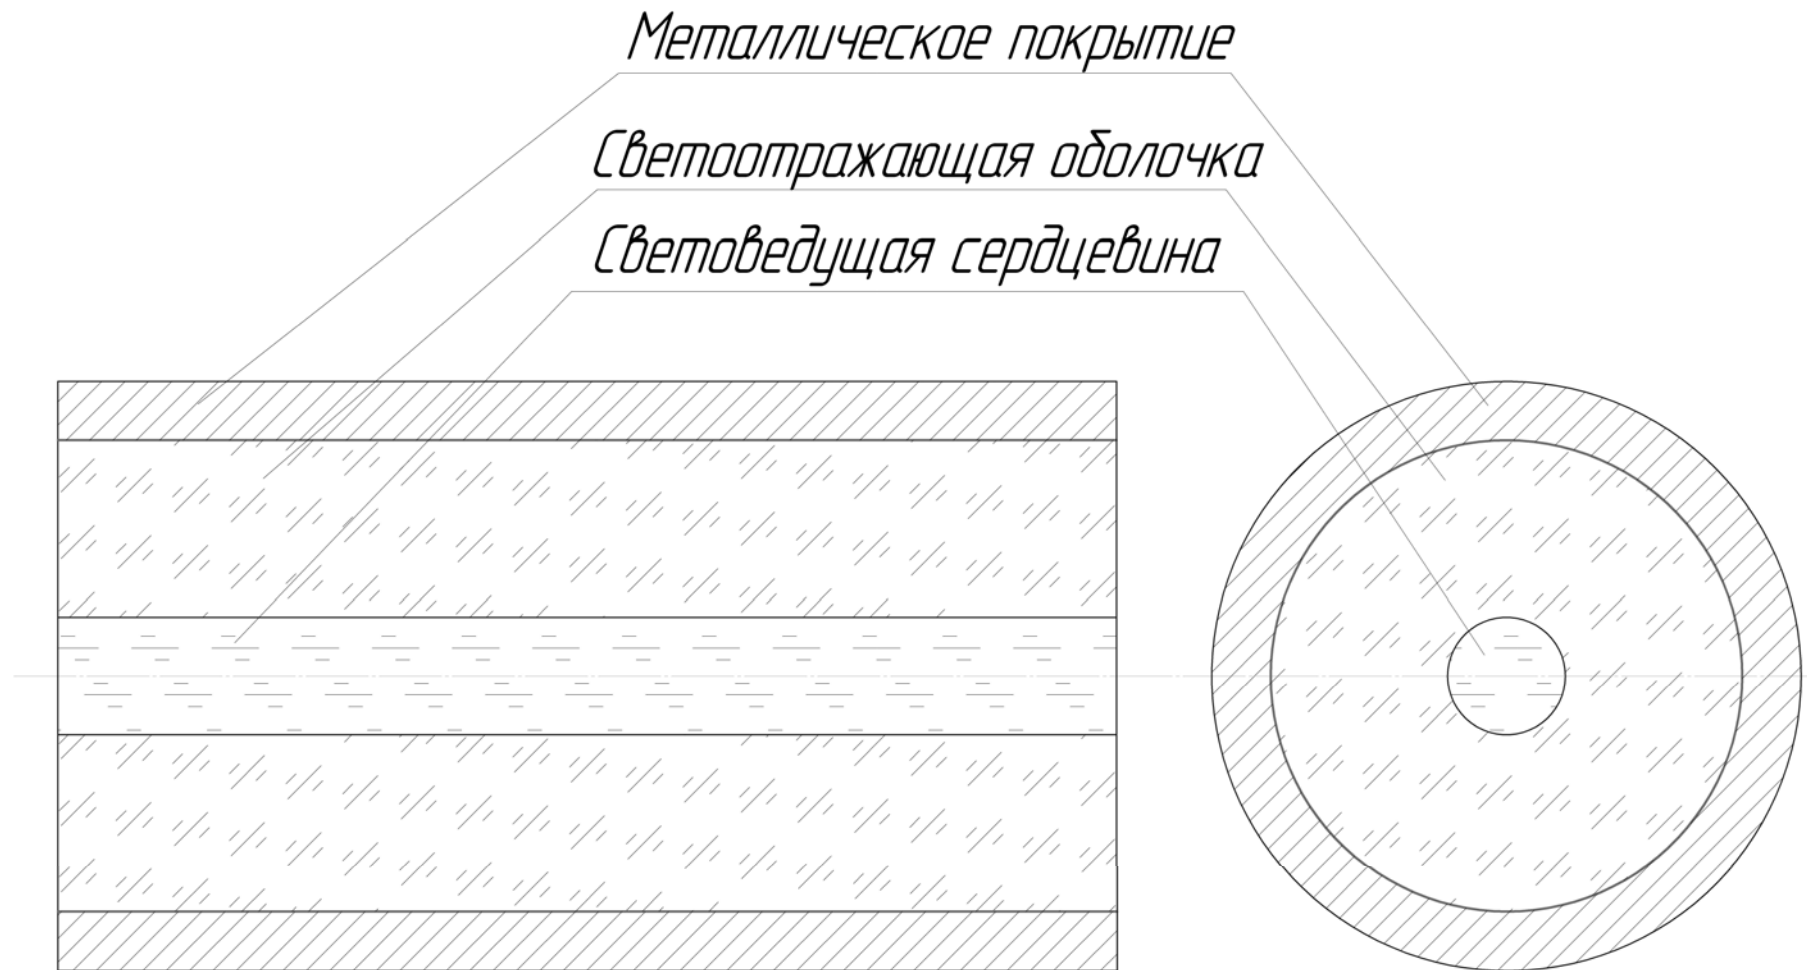 Металлическое покрытие
Светоотражающая оболочка
Световедущая сердцевина